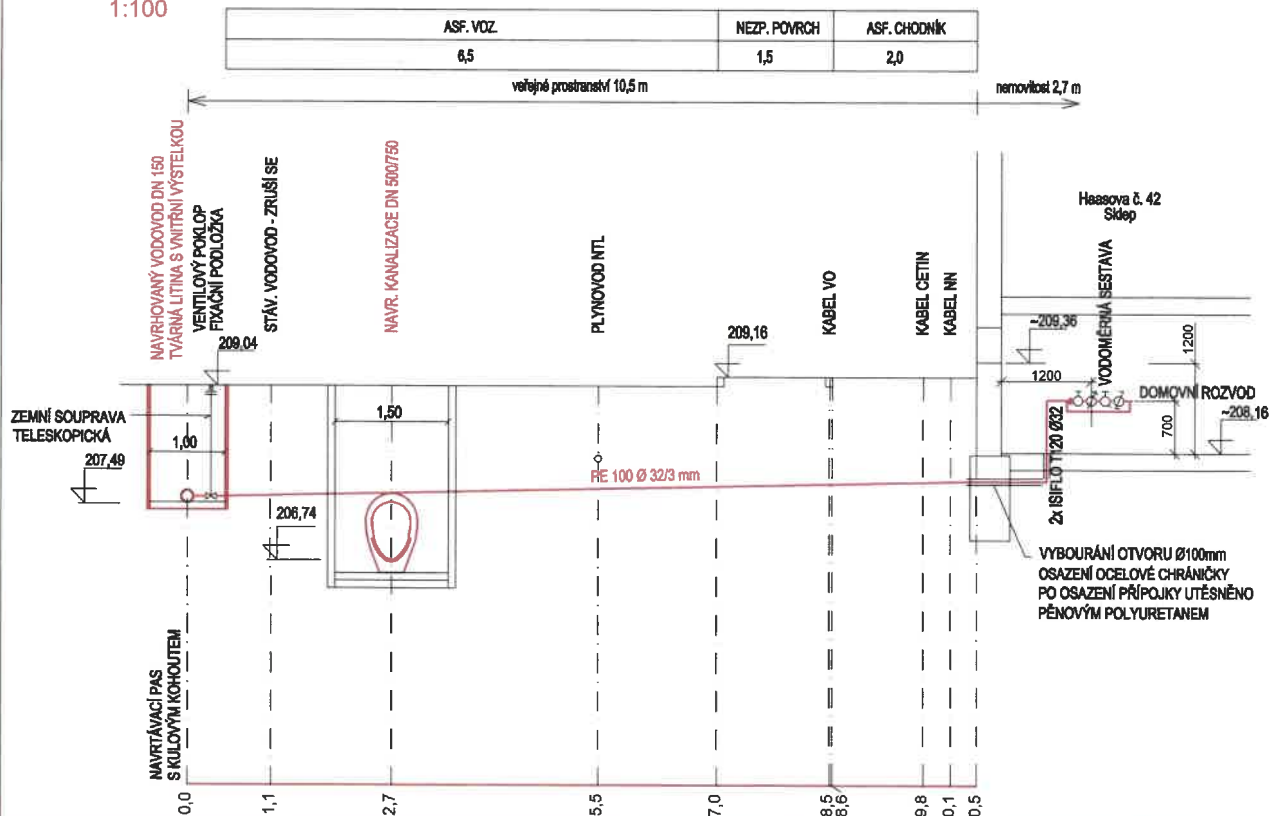 1:100
ASF. VOZ.
NEZP. POVRCH
ASF. CHODNÍK
6,5
1,5
2,0
veřejné prostranství 10,5 m
nemovitost 2,7 m
NAVRHOVANÝ VODOVOD DN 150
TVÁRNÁ LITINA S VNITŘNÍ VÝSTELKOU
VENTILOVÝ POKLOP
FIXAČNÍ PODLOŽKA
STÁV. VODOVOD - ZRUŠÍ SE
NAVR. KANALIZACE DN 500/750
PLYNOVOD NTL
KABEL VO
KABEL CETIN
KABEL NN
Haasova č. 42
Sklep
VODOMĚRNÁ SESTAVA
209,04
209,16
~209,36
1200
1200
DOMOVNÍ ROZVOD
~208,16
700
ZEMNÍ SOUPRAVA
TELESKOPICKÁ
1,00
1,50
207,49
206,74
PE 100 Ø 32/3 mm
2x ISIFLO T120 Ø32
VYBOURÁNÍ OTVORU Ø100mm
OSAZENÍ OCELOVÉ CHRÁNIČKY
PO OSAZENÍ PŘÍPOJKY UTĚSNĚNO
PĚNOVÝM POLYURETANEM
NAVRTÁVACÍ PAS
S KULOVÝM KOHOUTEM
0,0
1,1
2,7
5,5
7,0
8,5
8,6
9,8
0,1
0,5